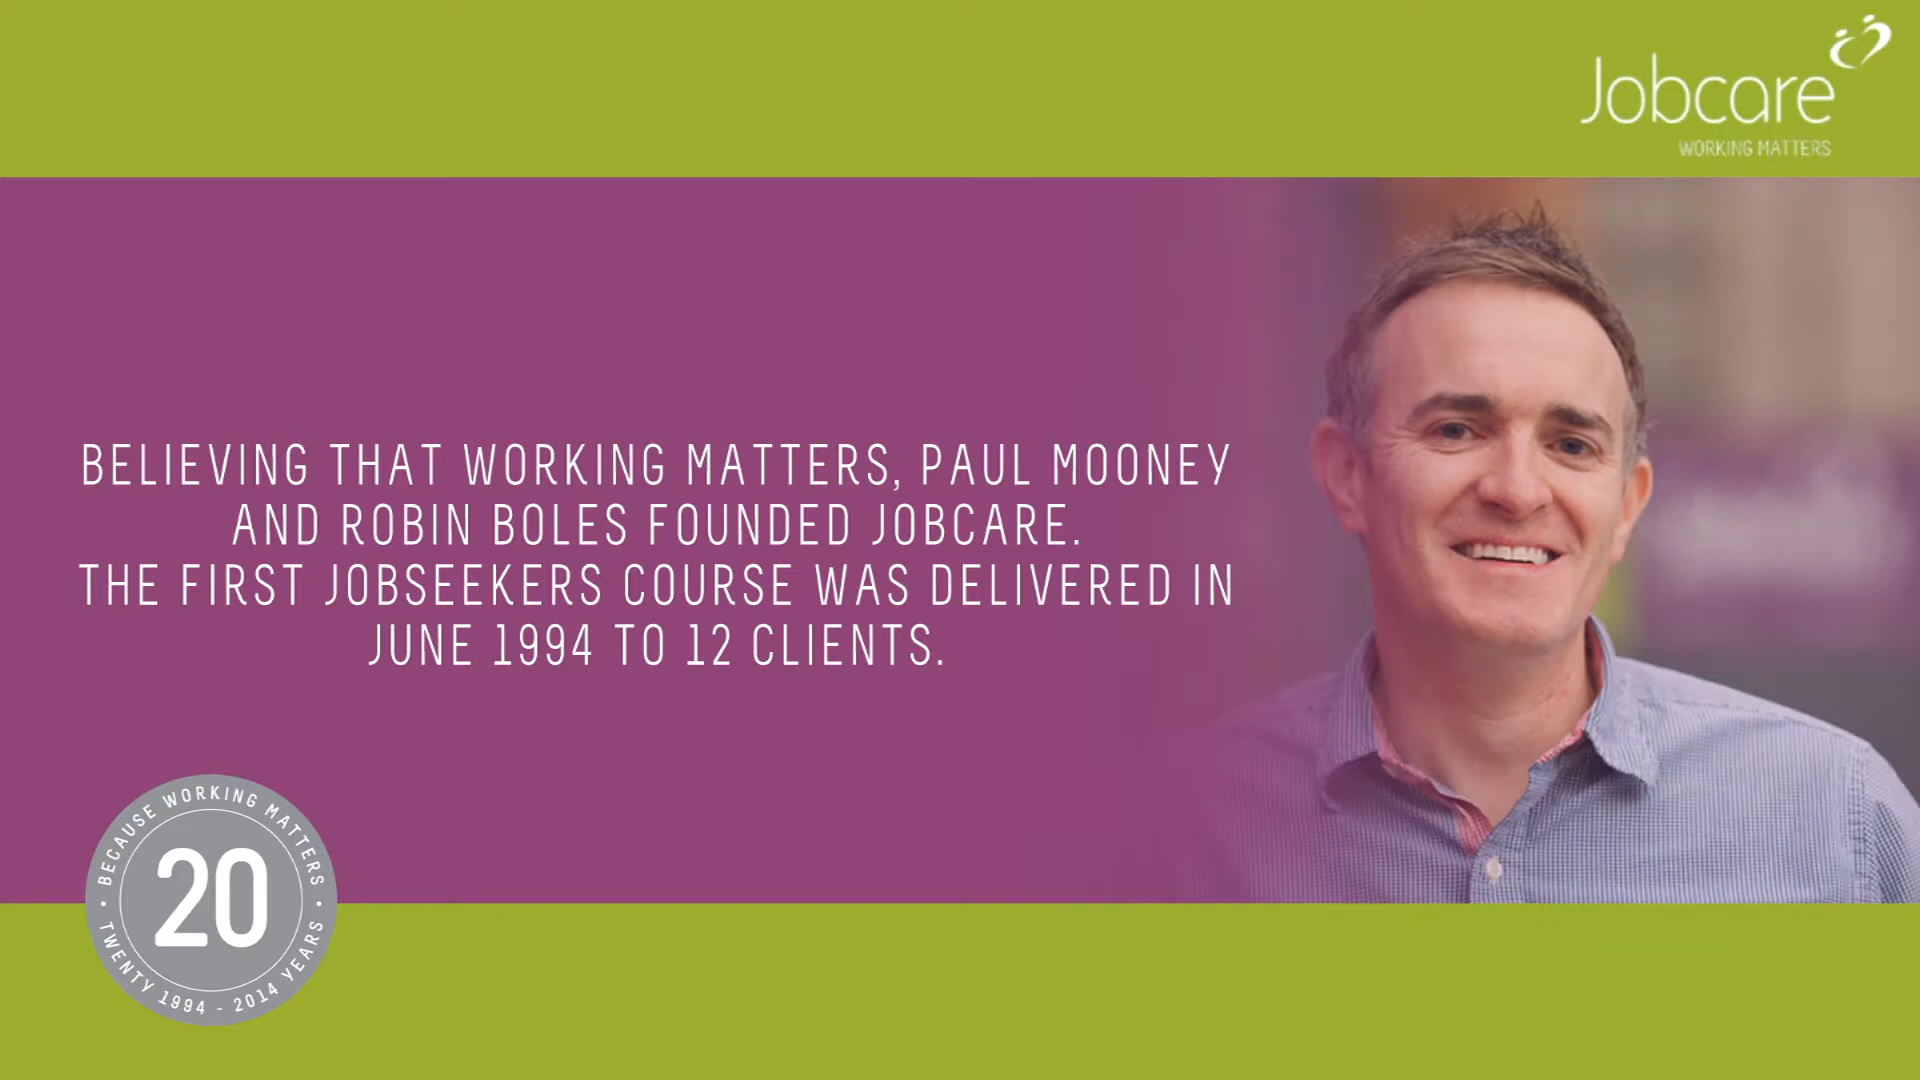 Jobcare
WORKING MATTERS
BELIEVING THAT WORKING MATTERS, PAUL MOONEY
AND ROBIN BOLES FOUNDED JOBCARE.
THE FIRST JOBSEEKERS COURSE WAS DELIVERED IN
JUNE 1994 TO 12 CLIENTS.
BECAUSE WORKING MATTERS
20
TWENTY 1994 - 2014 YEARS